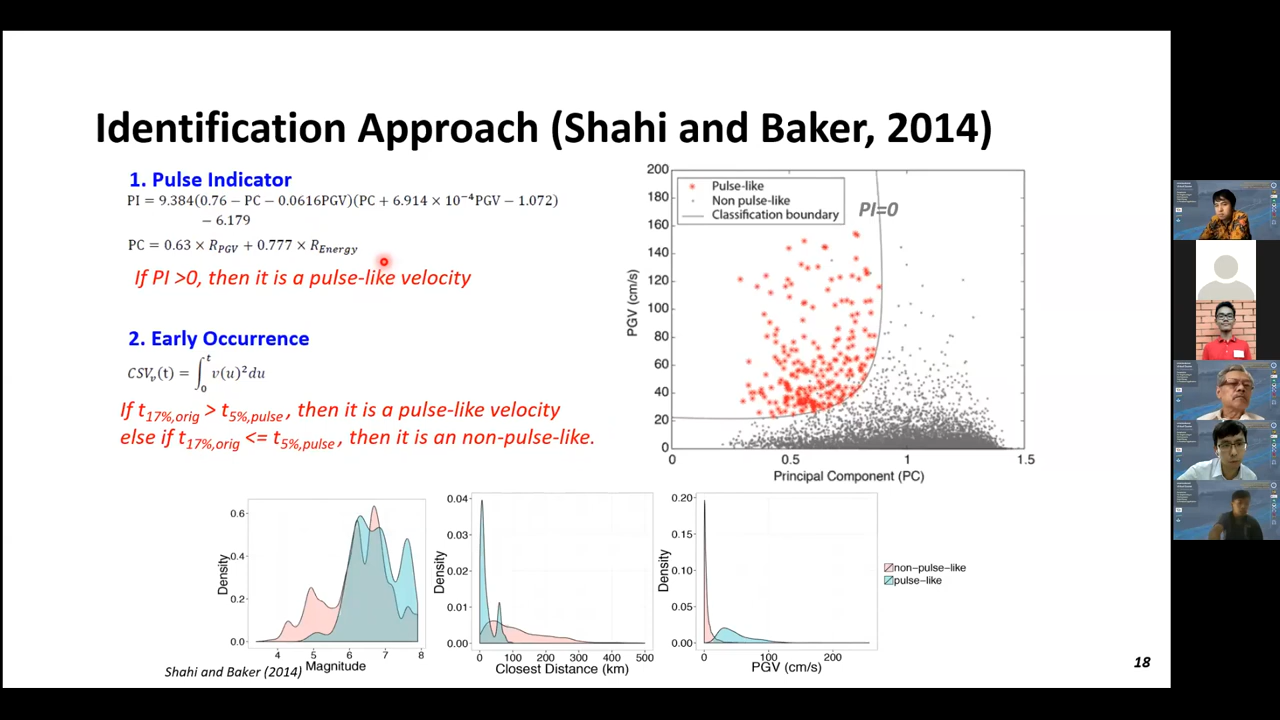 Identification Approach (Shahi and Baker, 2014)
1. Pulse Indicator
PI = 9.384(0.76 − PC − 0.0616PGV)(PC + 6.914 × 10⁻⁴PGV − 1.072)
− 6.179
PC = 0.63 × R_PGV + 0.777 × R_Energy
If PI >0, then it is a pulse-like velocity
2. Early Occurrence
CSV_v(t) = ∫₀ᵗ v(u)²du
If t17%,orig > t5%,pulse , then it is a pulse-like velocity
else if t17%,orig <= t5%,pulse , then it is an non-pulse-like.
200
180
160
140
120
100
80
60
40
20
0
PGV (cm/s)
Pulse-like
Non pulse-like
Classification boundary
PI=0
0
0.5
1
1.5
Principal Component (PC)
0.6
0.4
0.2
0.0
Density
4
5
6
7
8
Magnitude
0.04
0.03
0.02
0.01
0.00
Density
0
100
200
300
400
500
Closest Distance (km)
0.20
0.15
0.10
0.05
0.00
Density
0
100
200
PGV (cm/s)
non-pulse-like
pulse-like
Shahi and Baker (2014)
18